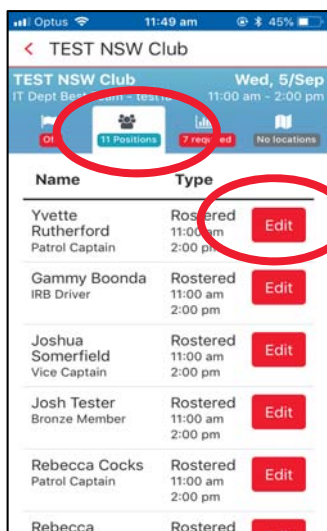 Optus 11:49 am 45%
TEST NSW Club
TEST NSW Club Wed, 5/Sep
IT Dept 11:00 am - 2:00 pm
11 Positions 7 No locations
Name Type
Yvette Rostered
Rutherford 11:00 am Edit
Patrol Captain 2:00 pm
Gammy Boonda Rostered
IRB Driver 11:00 am Edit
2:00 pm
Joshua Rostered
Somerfield 11:00 am Edit
Vice Captain 2:00 pm
Josh Tester Rostered
Bronze Member 11:00 am Edit
2:00 pm
Rebecca Cocks Rostered
Patrol Captain 11:00 am Edit
2:00 pm
Rebecca Rostered